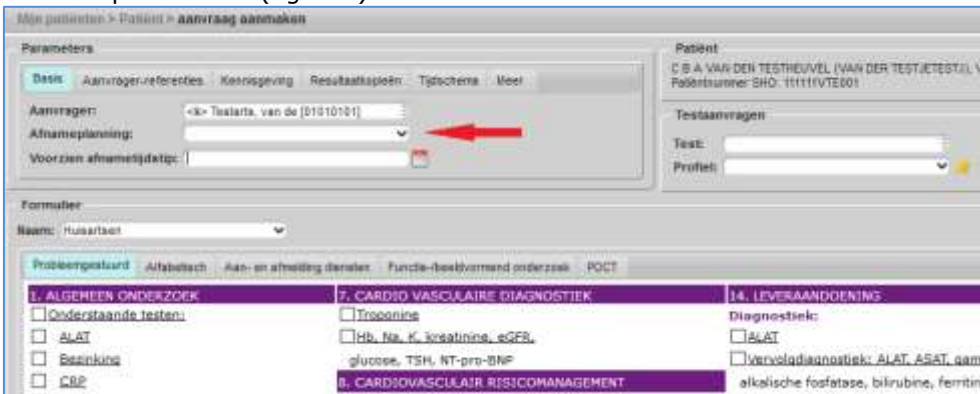 Mijn patiënten > Patiënt > aanvraag aanmaken
Parameters
Basis Aanvrager-referenties Kennisgeving Resultaatkopieën Tijdschema Meer
Aanvrager: <ik> Testarts, van de [01010101]
Afnameplanning:
Voorzien afnametijdstip:
Patiënt
C B A VAN DEN TESTHEUVEL (VAN DER TESTJETEST), V
Patiëntnummer SHO: 111111VTE001
Testaanvragen
Test:
Profiel:
Formulier
Naam: Huisartsen
Probleemgestuurd Alfabetisch Aan- en afmelding diensten Functie-/beeldvormend onderzoek POCT
1. ALGEMEEN ONDERZOEK
Onderstaande testen:
ALAT
Bezinking
CRP
7. CARDIO VASCULAIRE DIAGNOSTIEK
Troponine
Hb, Na, K, kreatinine, eGFR,
glucose, TSH, NT-pro-BNP
8. CARDIOVASCULAIR RISICOMANAGEMENT
14. LEVERAANDOENING
Diagnostiek:
ALAT
Vervolgdiagnostiek: ALAT, ASAT, gam
alkalische fosfatase, bilirubine, ferritin